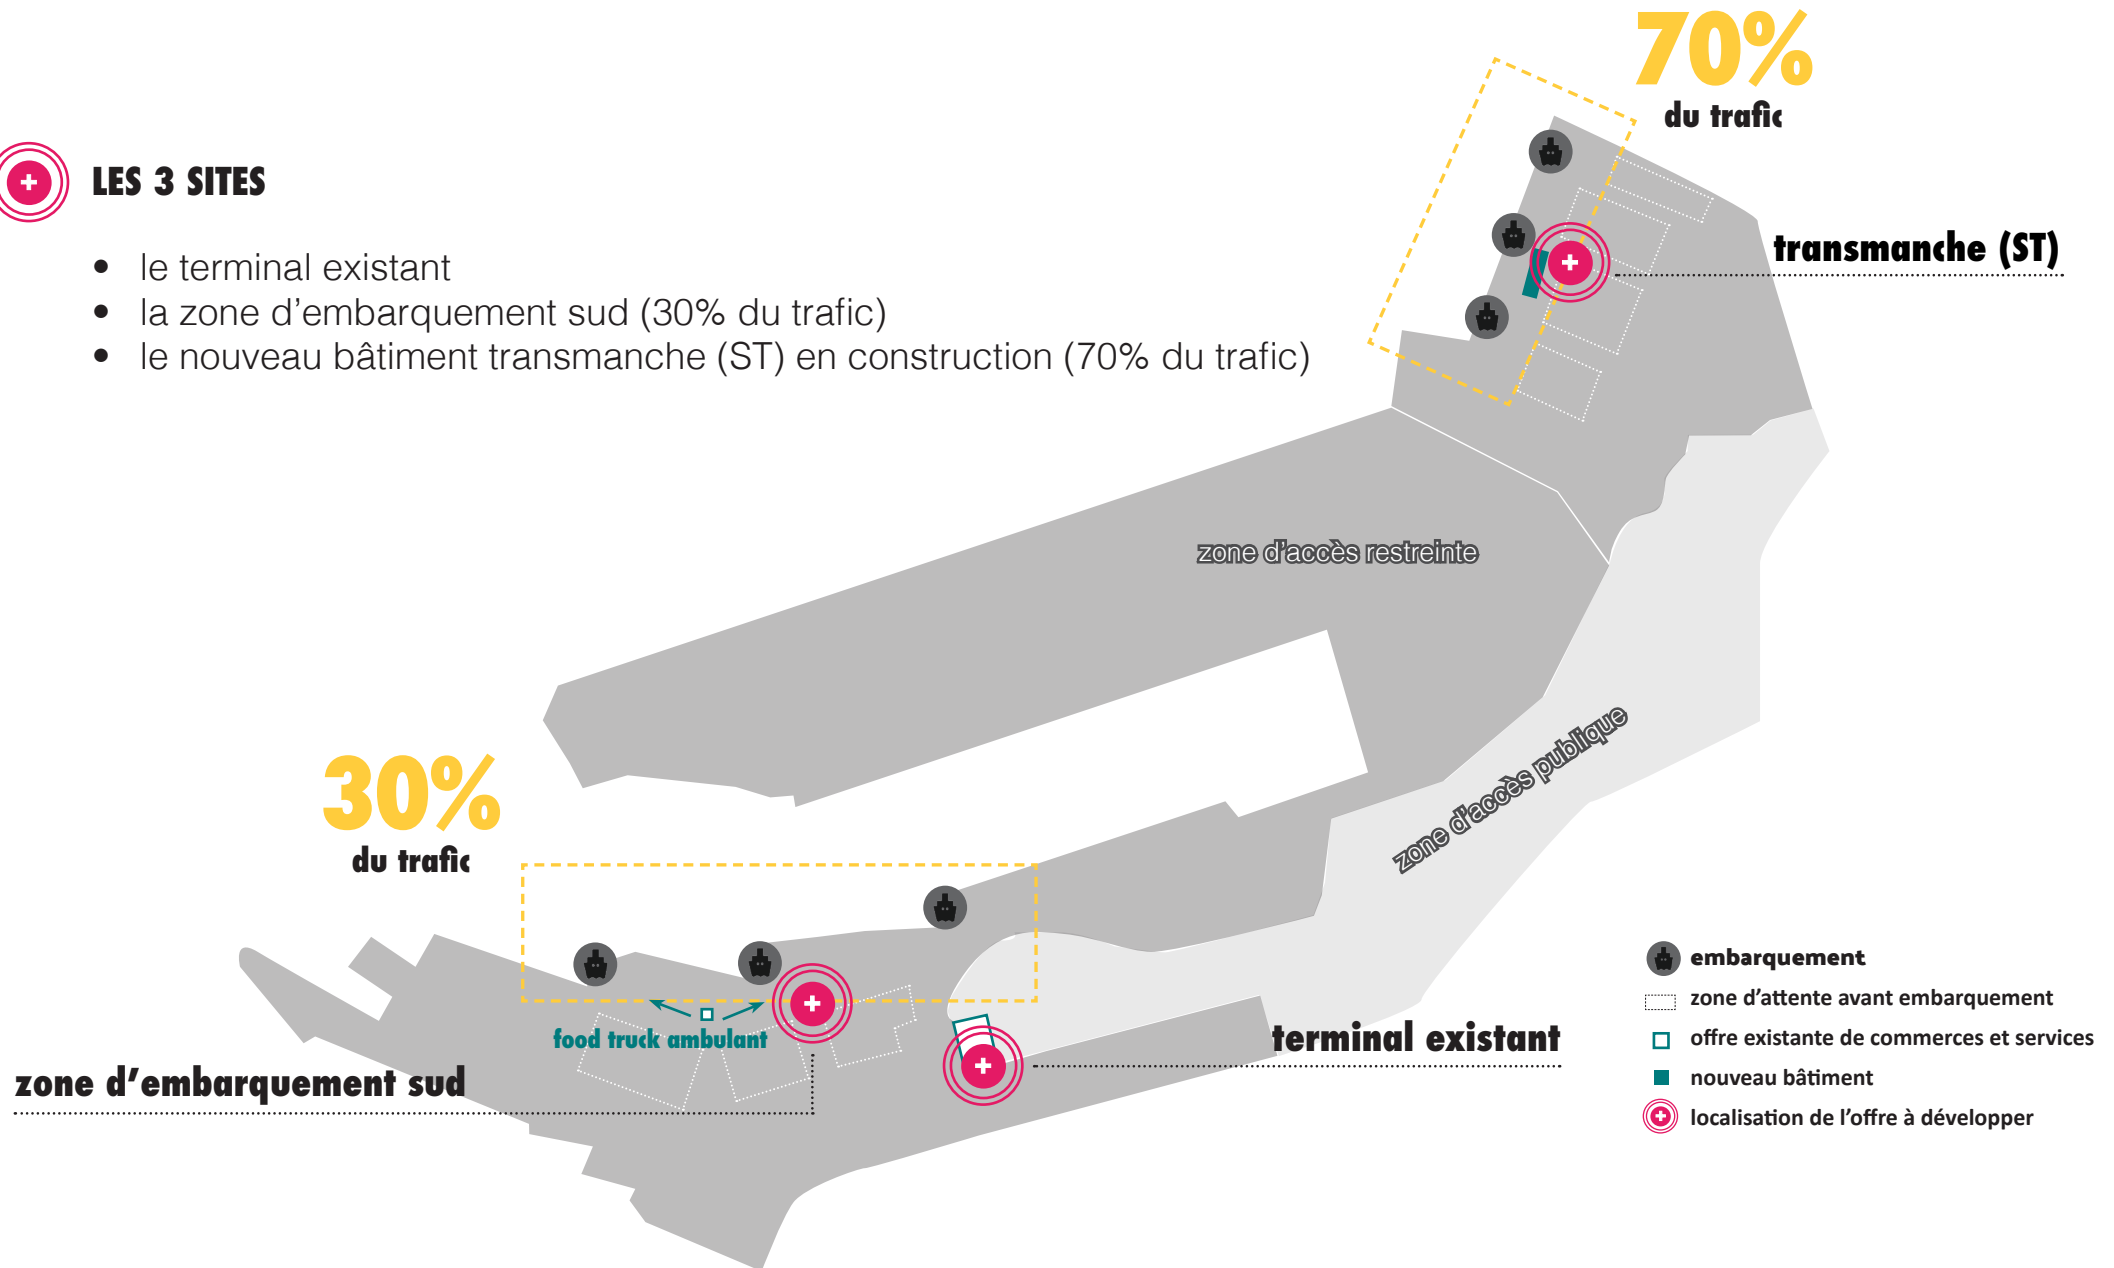 70%
du trafic
LES 3 SITES
• le terminal existant
• la zone d’embarquement sud (30% du trafic)
• le nouveau bâtiment transmanche (ST) en construction (70% du trafic)
transmanche (ST)
zone d’accès restreinte
zone d’accès publique
30%
du trafic
food truck ambulant
zone d’embarquement sud
terminal existant
embarquement
zone d’attente avant embarquement
offre existante de commerces et services
nouveau bâtiment
localisation de l’offre à développer